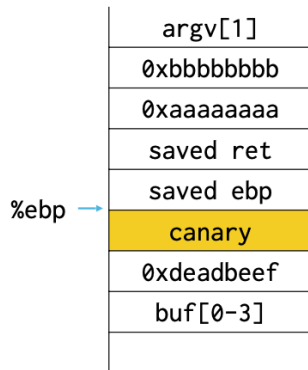 argv[1]
0xbbbbbbbb
0xaaaaaaaa
saved ret
saved ebp
%ebp
canary
0xdeadbeef
buf[0-3]